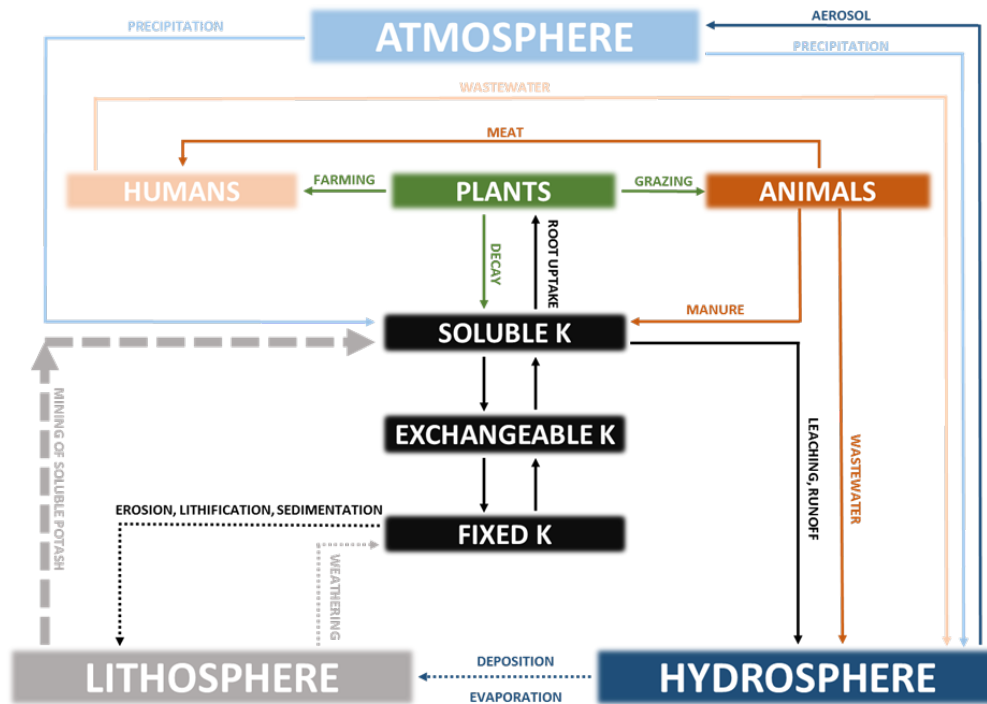 AEROSOL
PRECIPITATION
ATMOSPHERE
PRECIPITATION
WASTEWATER
MEAT
HUMANS
FARMING
PLANTS
GRAZING
ANIMALS
DECAY
ROOT UPTAKE
MANURE
SOLUBLE K
MINING OF SOLUBLE POTASH
EXCHANGEABLE K
LEACHING, RUNOFF
WASTEWATER
EROSION, LITHIFICATION, SEDIMENTATION
FIXED K
WEATHERING
LITHOSPHERE
DEPOSITION
EVAPORATION
HYDROSPHERE